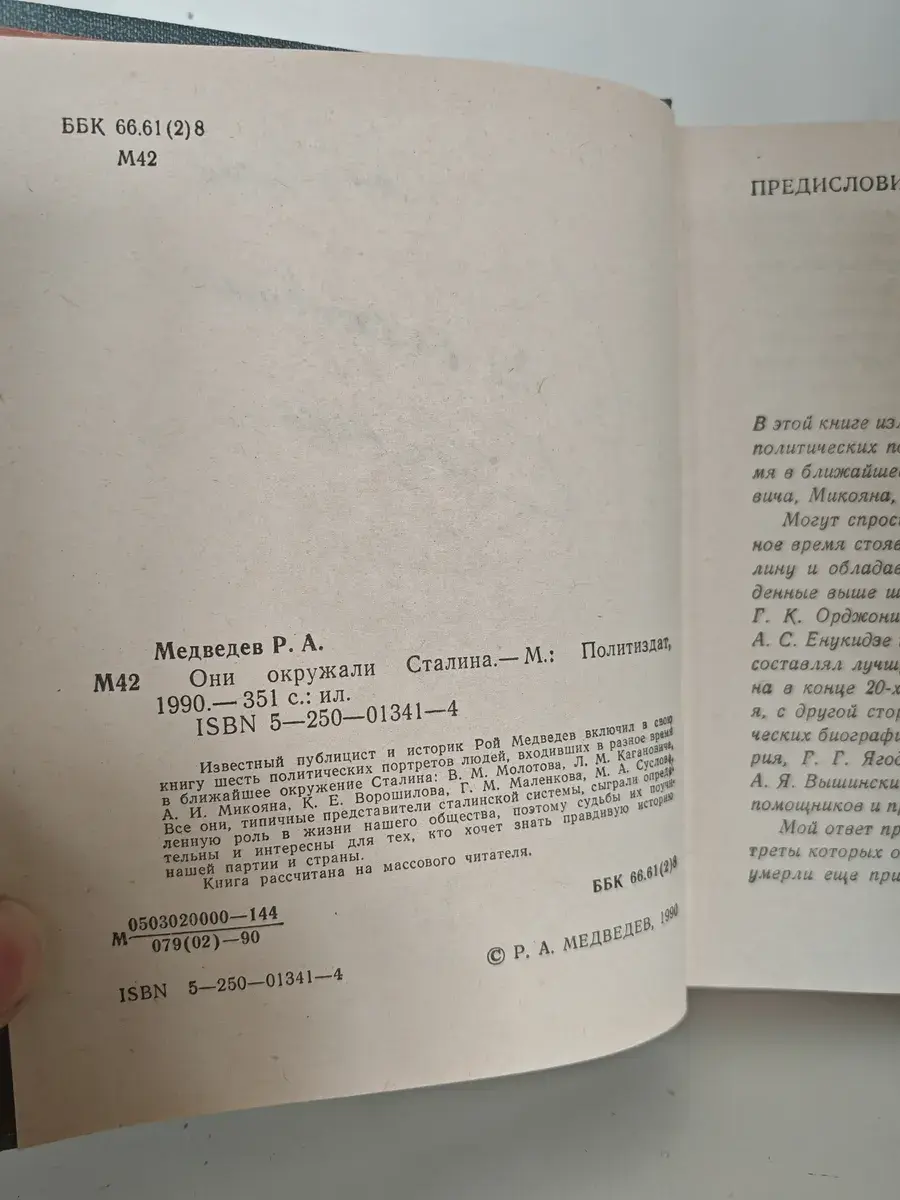 ББК 66.61(2)8
М42
Медведев Р. А.
М42 Они окружали Сталина.— М.: Политиздат,
1990.— 351 с.: ил.
ISBN 5—250—01341—4
Известный публицист и историк Рой Медведев включил в свою
книгу шесть политических портретов людей, входивших в разное время
в ближайшее окружение Сталина: В. М. Молотова, Л. М. Кагановича,
А. И. Микояна, К. Е. Ворошилова, Г. М. Маленкова, М. А. Суслова.
Все они, типичные представители сталинской системы, сыграли опреде-
ленную роль в жизни нашего общества, поэтому судьбы их поучи-
тельны и интересны для тех, кто хочет знать правдивую историю
нашей партии и страны.
Книга рассчитана на массового читателя.
М 0503020000—144
079(02)—90
ББК 66.61(2)8
ISBN 5—250—01341—4
© Р. А. МЕДВЕДЕВ, 1990
ПРЕДИСЛОВИ
В этой книге из
политических п
мя в ближайше
вича, Микояна,
Могут спрос
ное время стоя
лину и облада
денные выше ш
Г. К. Орджони
А. С. Енукидзе
составлял лучш
на в конце 20-х
я, с другой сто
ческих биограф
рия, Г. Г. Ягод
А. Я. Вышински
помощников и п
Мой ответ пр
треты которых о
умерли еще при